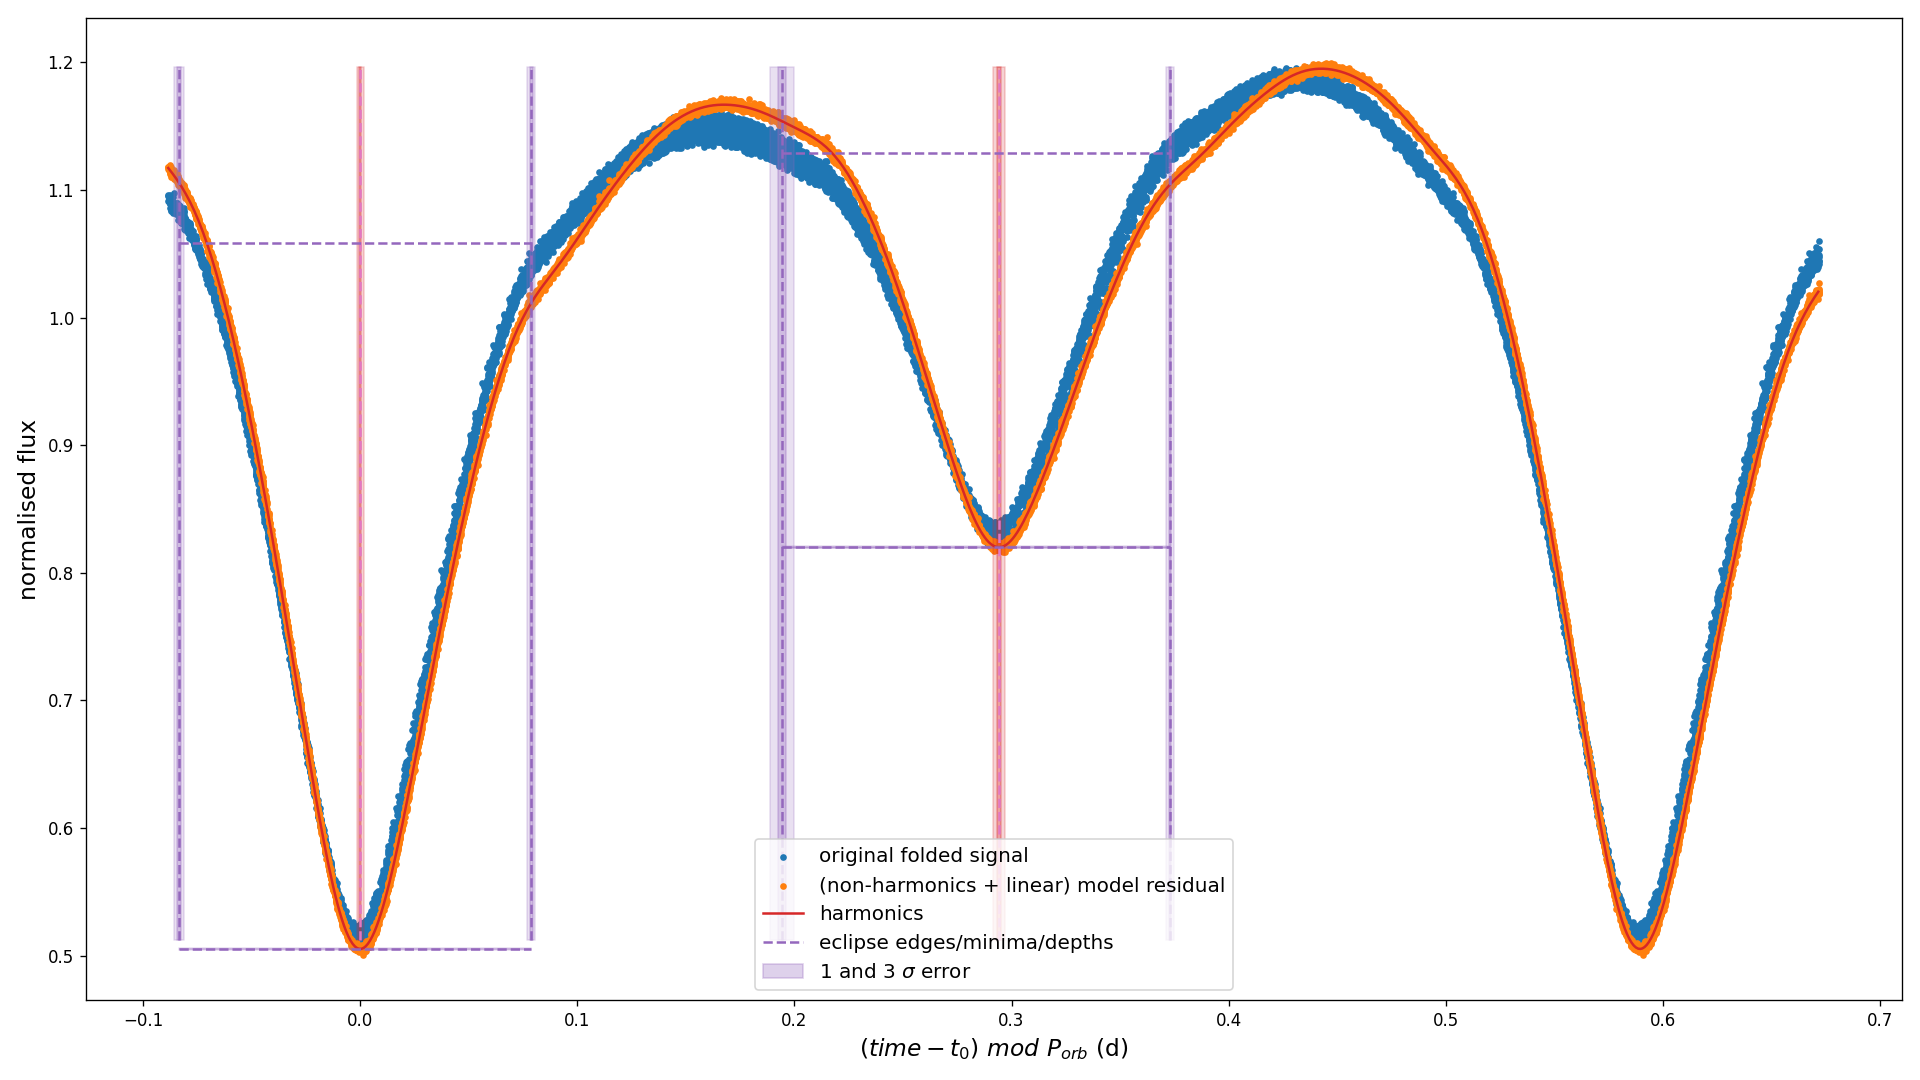 normalised flux
1.2
1.1
1.0
0.9
0.8
0.7
0.6
0.5
original folded signal
(non-harmonics + linear) model residual
harmonics
eclipse edges/minima/depths
1 and 3 σ error
−0.1 0.0 0.1 0.2 0.3 0.4 0.5 0.6 0.7
(time − t₀) mod P_orb (d)